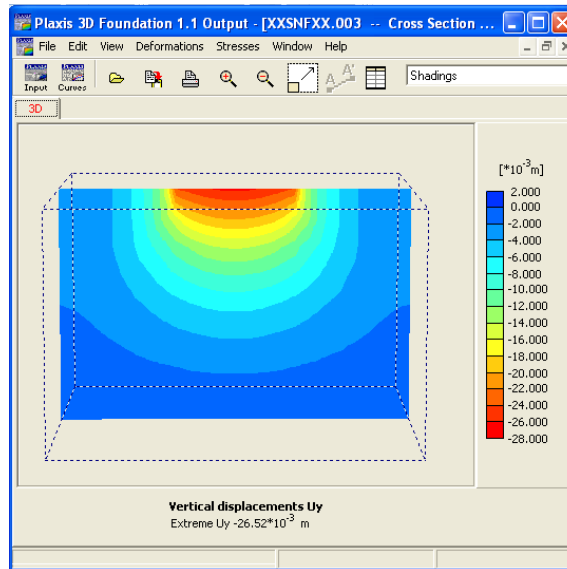 Plaxis 3D Foundation 1.1 Output - [XXSNFXX.003 -- Cross Section ...
File Edit View Deformations Stresses Window Help
Input Curves A A' Shadings
3D
[*10⁻³m]
2.000
0.000
-2.000
-4.000
-6.000
-8.000
-10.000
-12.000
-14.000
-16.000
-18.000
-20.000
-22.000
-24.000
-26.000
-28.000
Vertical displacements Uy
Extreme Uy -26.52*10⁻³ m